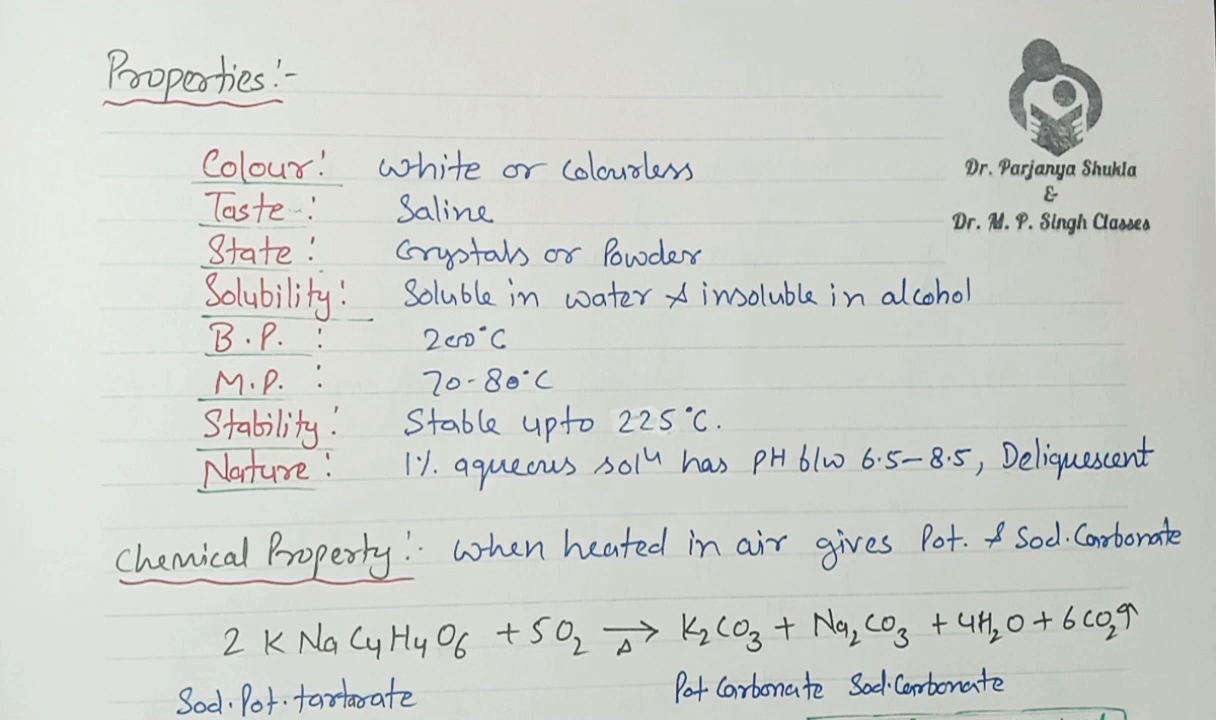 Properties:-
Dr. Parjanya Shukla
&
Dr. M. P. Singh Classes
Colour: White or Colourless
Taste: Saline
State: Crystals or Powder
Solubility: Soluble in water & insoluble in alcohol
B.P. : 200°C
M.P. : 70-80°C
Stability: Stable upto 225°C.
Nature: 1% aqueous solⁿ has PH b/w 6.5-8.5, Deliquescent
Chemical Property:- When heated in air gives Pot. & Sod. Carbonate
2 K Na C4H4O6 + 5O2 →Δ K2CO3 + Na2CO3 + 4H2O + 6CO2↑
Sod. Pot. tartarate Pot Carbonate Sod. Carbonate